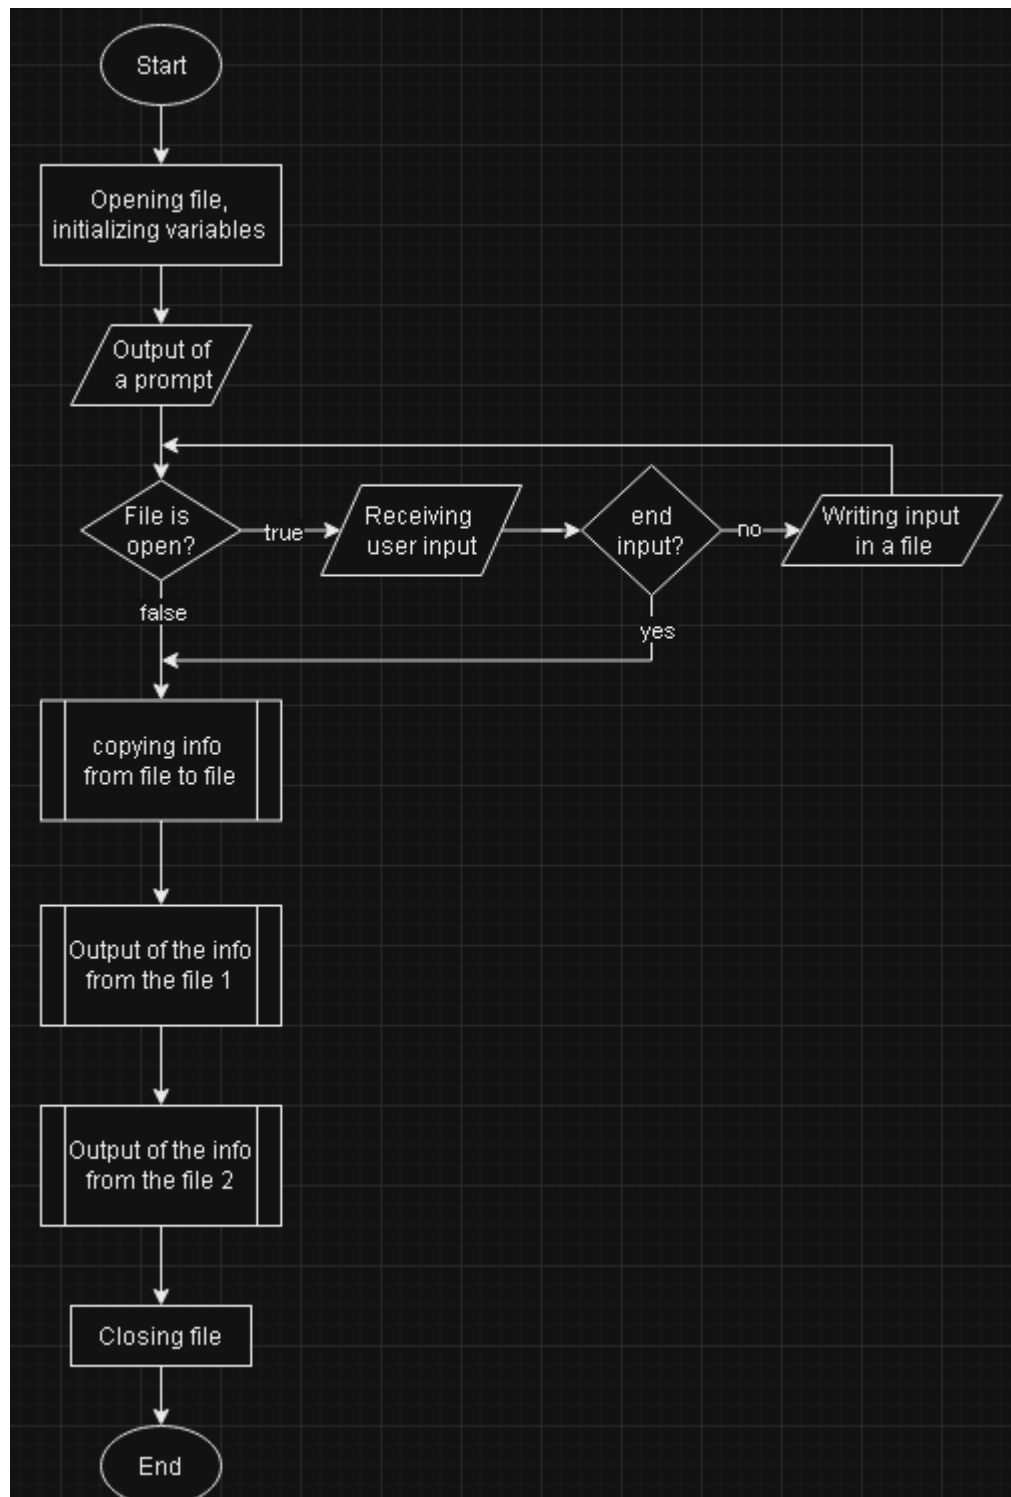 Start
Opening file,
initializing variables
Output of
a prompt
File is
open?
true
Receiving
user input
end
input?
no
Writing input
in a file
false
yes
copying info
from file to file
Output of the info
from the file 1
Output of the info
from the file 2
Closing file
End